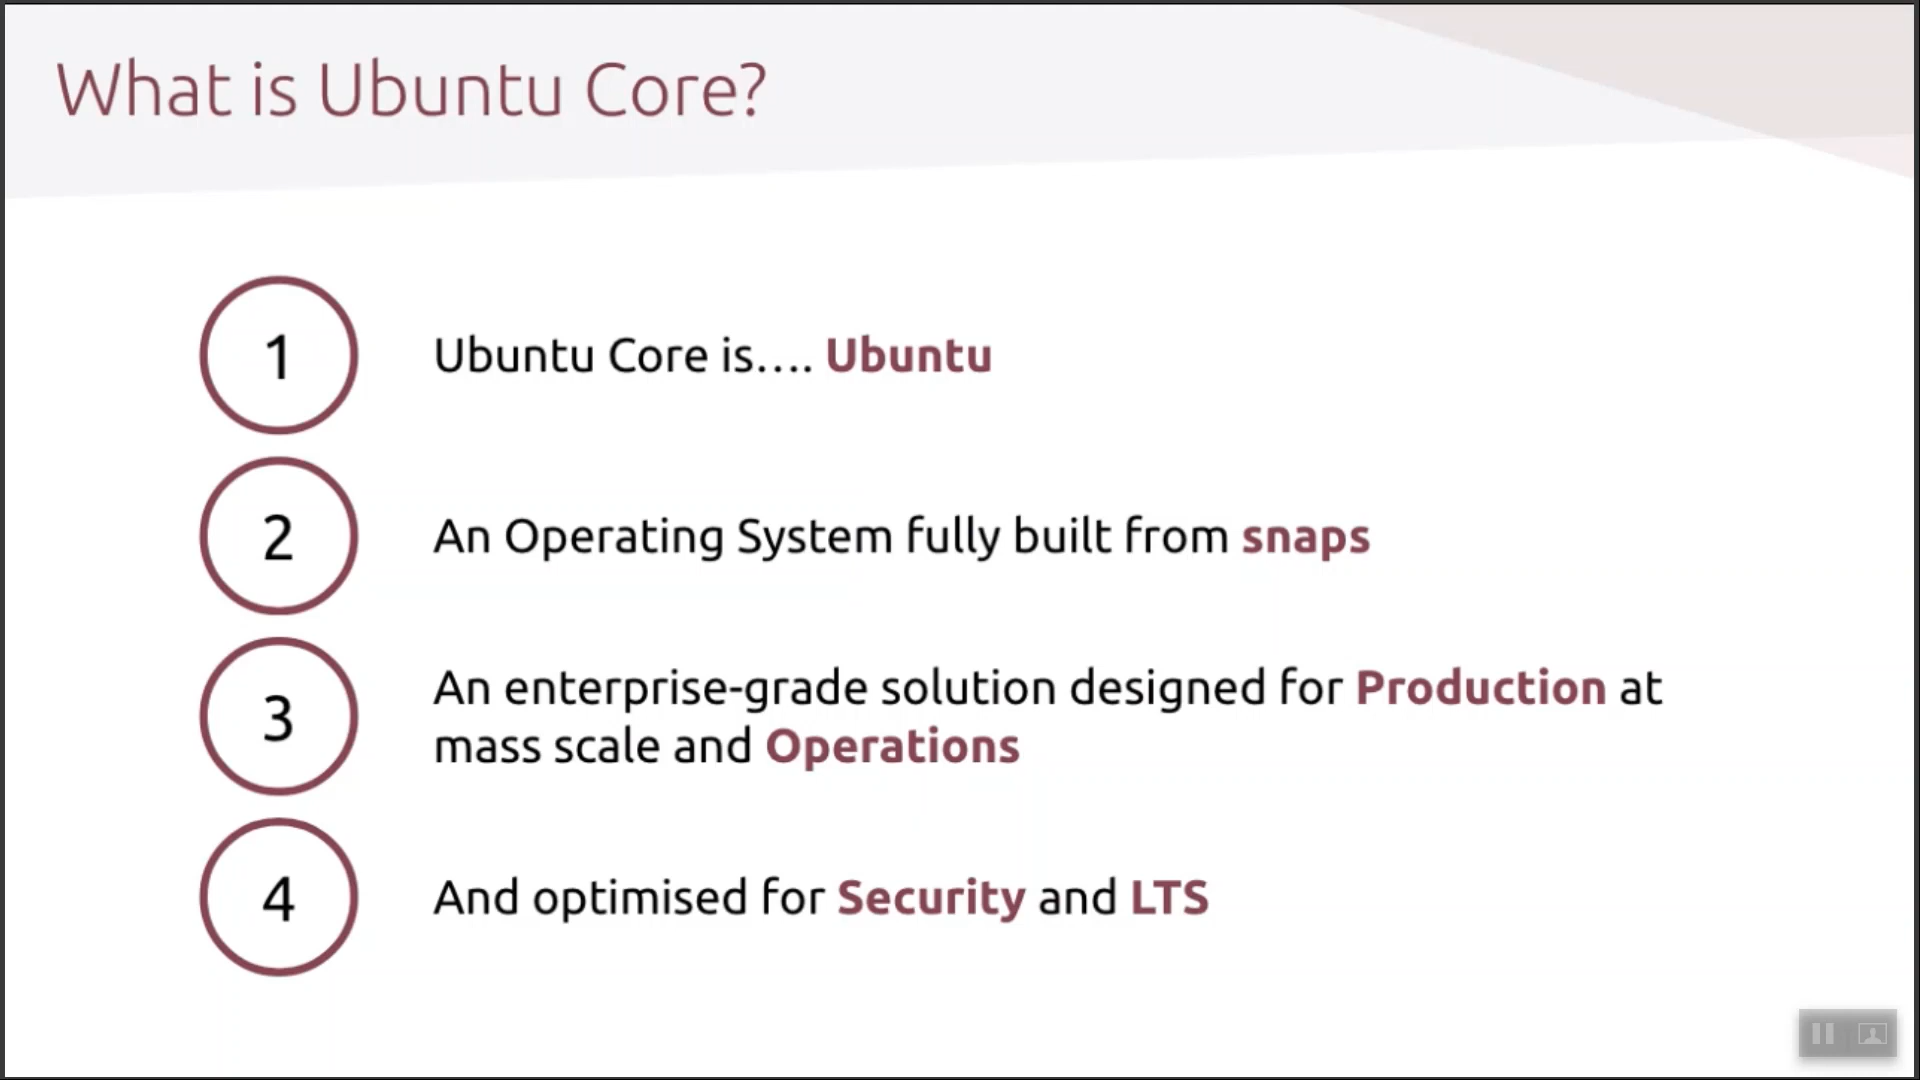 What is Ubuntu Core?
1
Ubuntu Core is.... Ubuntu
2
An Operating System fully built from snaps
3
An enterprise-grade solution designed for Production at
mass scale and Operations
4
And optimised for Security and LTS